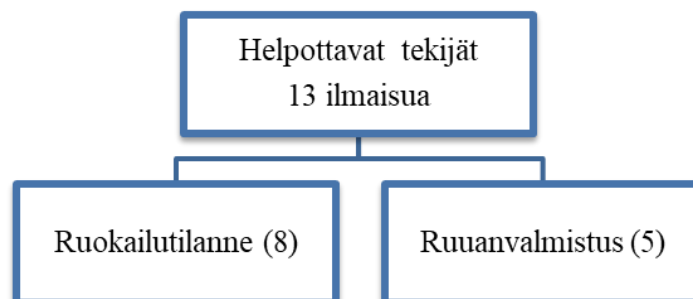 Helpottavat tekijät
13 ilmaisua
Ruokailutilanne (8)
Ruuanvalmistus (5)